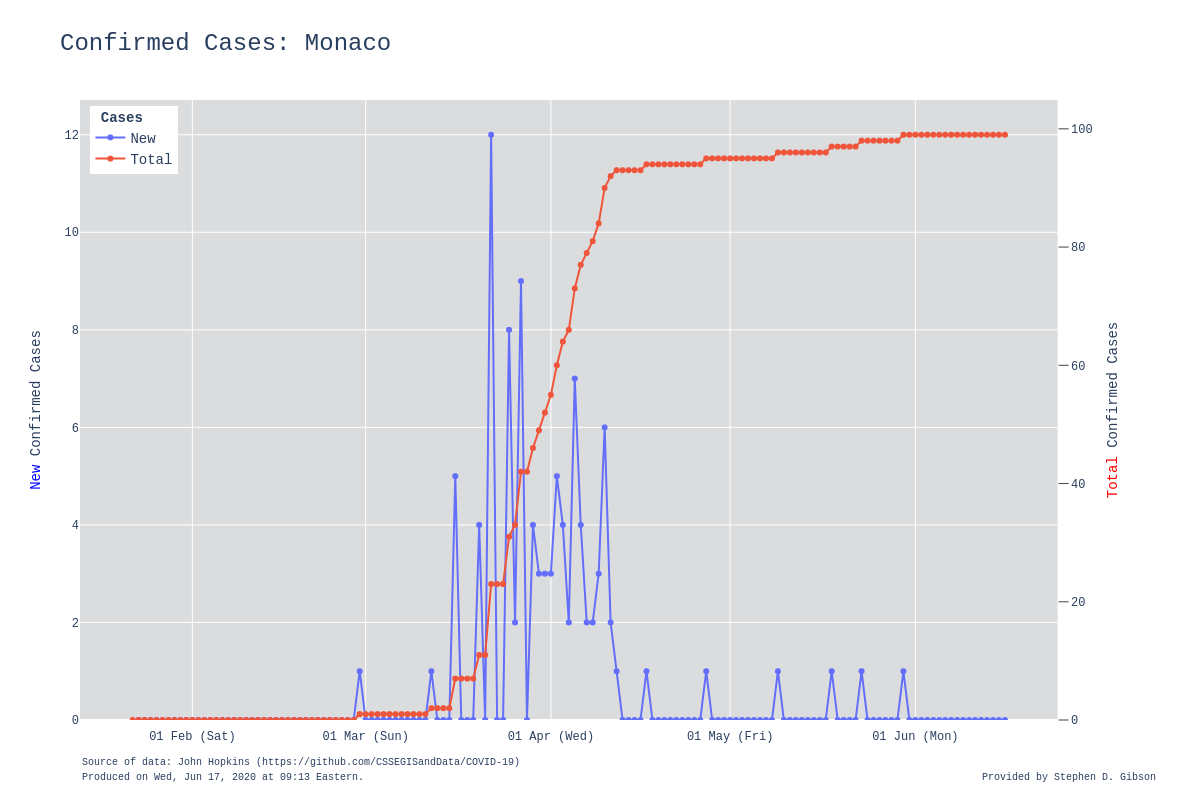 Confirmed Cases: Monaco
Cases
New
Total
12
10
8
6
4
2
0
100
80
60
40
20
0
New Confirmed Cases
Total Confirmed Cases
01 Feb (Sat)
01 Mar (Sun)
01 Apr (Wed)
01 May (Fri)
01 Jun (Mon)
Source of data: John Hopkins (https://github.com/CSSEGISandData/COVID-19)
Produced on Wed, Jun 17, 2020 at 09:13 Eastern.
Provided by Stephen D. Gibson